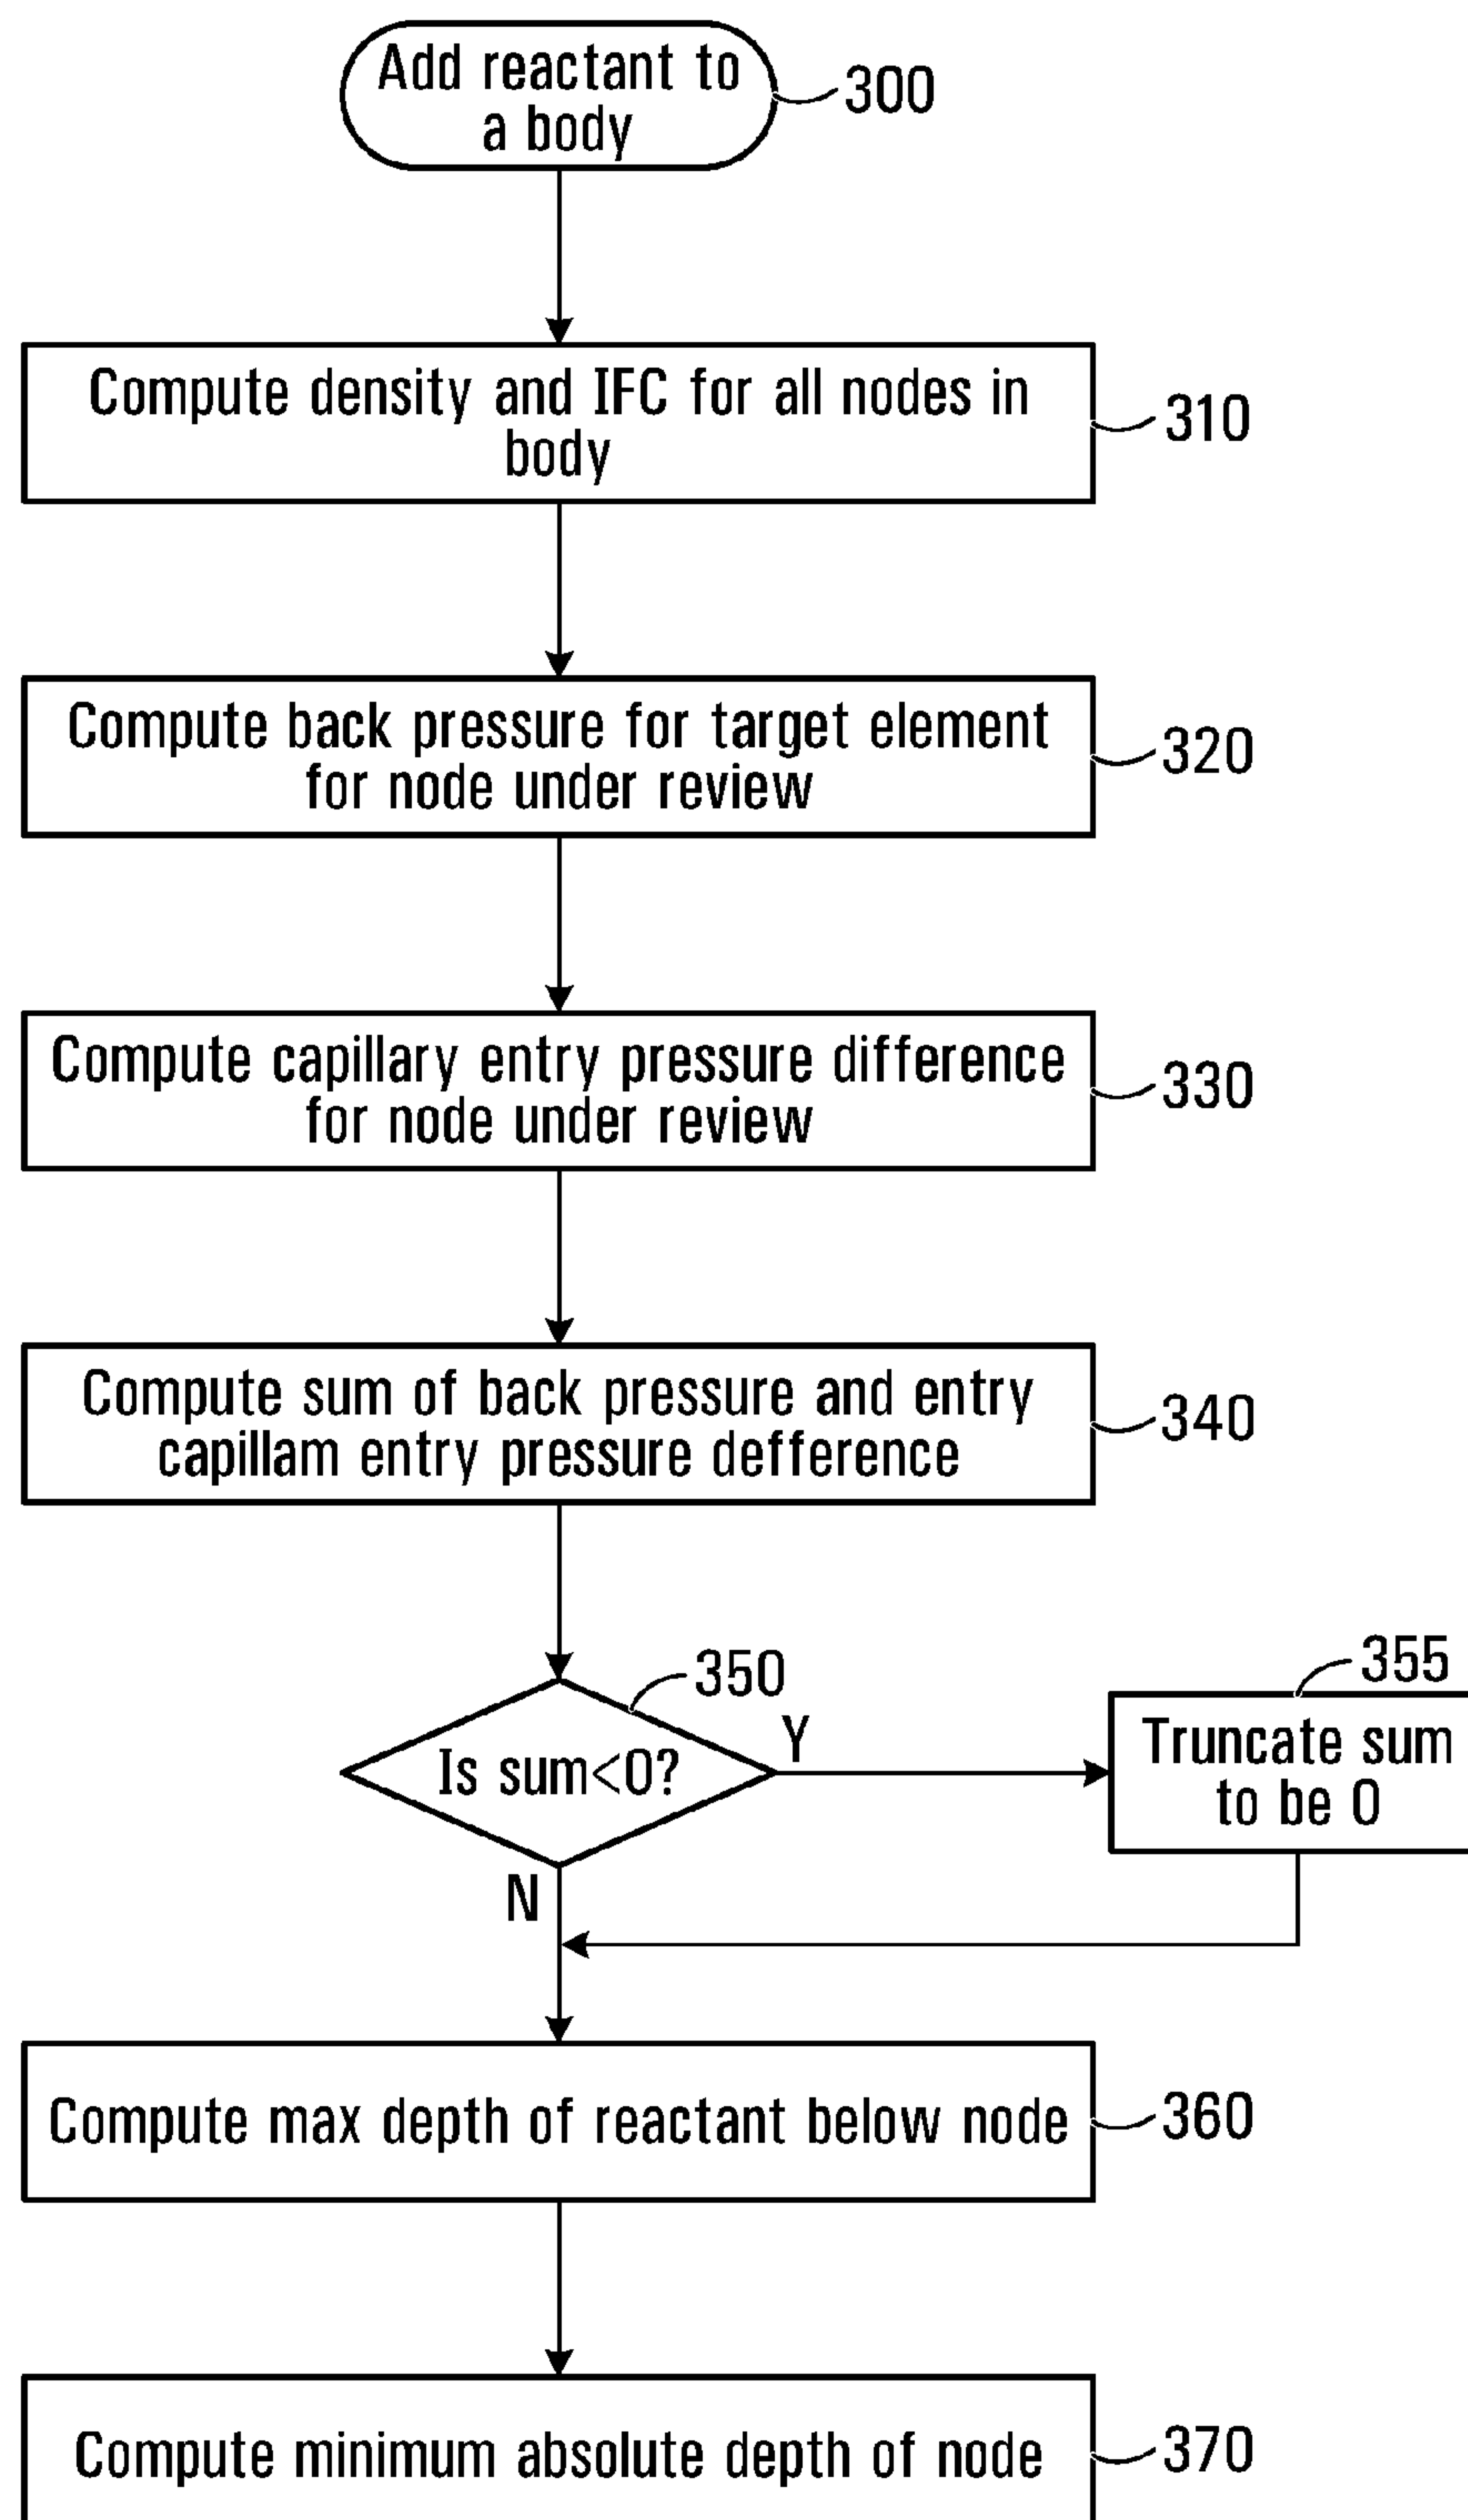 Add reactant to
a body
300
Compute density and IFC for all nodes in
body
310
Compute back pressure for target element
for node under review
320
Compute capillary entry pressure difference
for node under review
330
Compute sum of back pressure and entry
capillam entry pressure defference
340
350
355
Is sum<0?
Y
Truncate sum
to be 0
N
Compute max depth of reactant below node
360
Compute minimum absolute depth of node
370